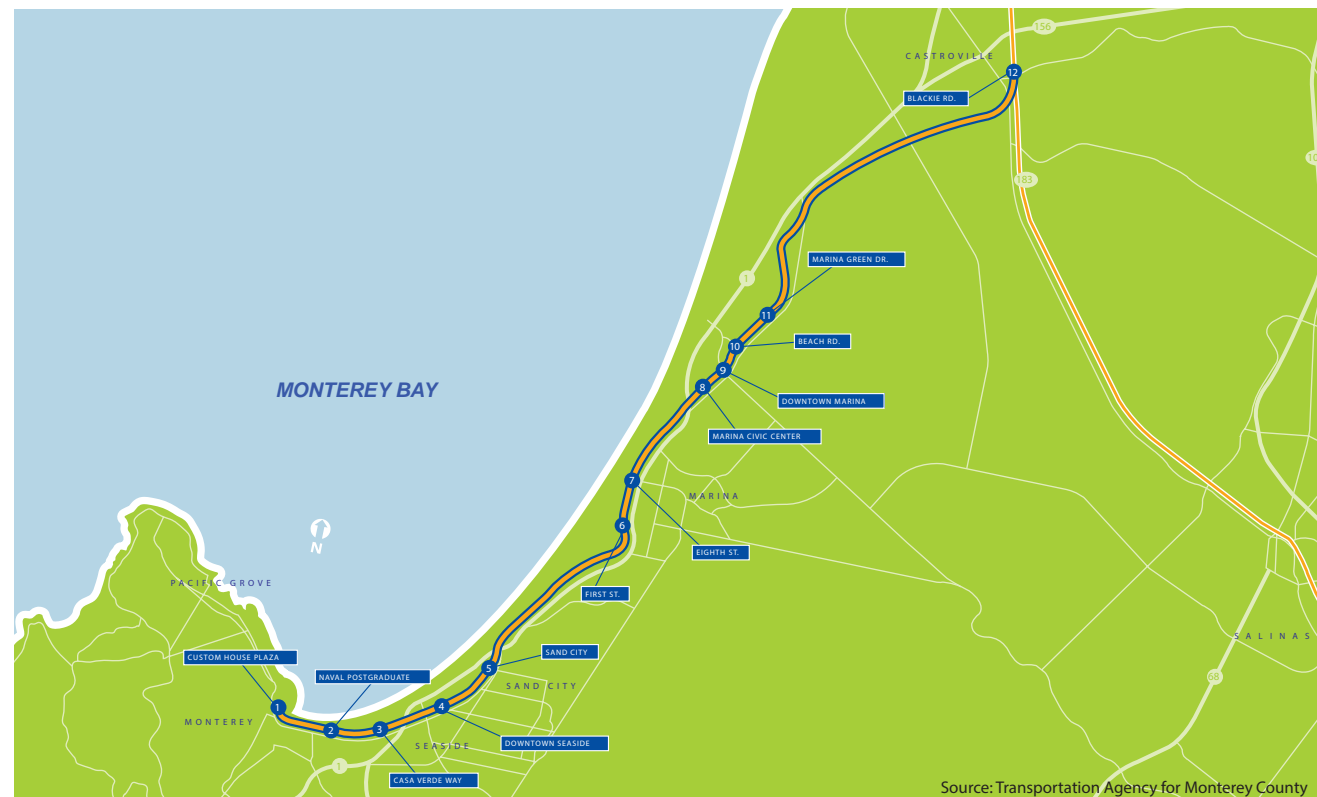 156
CASTROVILLE
12
BLACKIE RD.
183
MARINA GREEN DR.
1
11
BEACH RD.
10
9
8
DOWNTOWN MARINA
MONTEREY BAY
MARINA CIVIC CENTER
7
MARINA
6
N
EIGHTH ST.
PACIFIC GROVE
FIRST ST.
SALINAS
CUSTOM HOUSE PLAZA
SAND CITY
NAVAL POSTGRADUATE
5
SAND CITY
68
1
4
MONTEREY
2
3
SEASIDE
DOWNTOWN SEASIDE
1
CASA VERDE WAY
Source: Transportation Agency for Monterey County